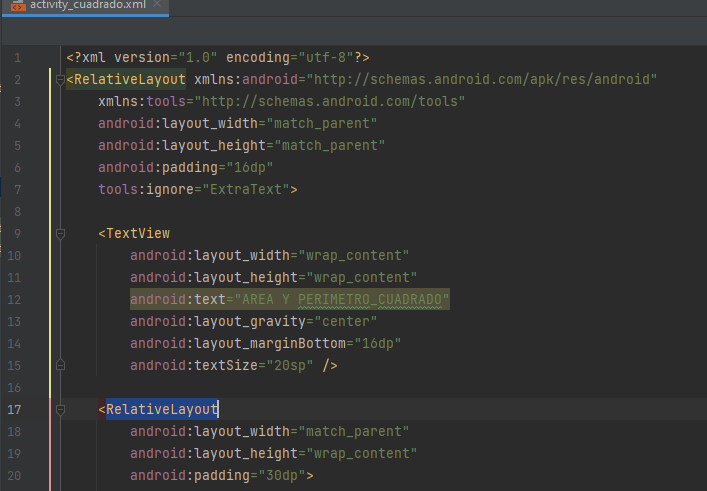 activity_cuadrado.xml
1 <?xml version="1.0" encoding="utf-8"?>
2 <RelativeLayout xmlns:android="http://schemas.android.com/apk/res/android"
3 xmlns:tools="http://schemas.android.com/tools"
4 android:layout_width="match_parent"
5 android:layout_height="match_parent"
6 android:padding="16dp"
7 tools:ignore="ExtraText">
8
9 <TextView
10 android:layout_width="wrap_content"
11 android:layout_height="wrap_content"
12 android:text="AREA Y PERIMETRO_CUADRADO"
13 android:layout_gravity="center"
14 android:layout_marginBottom="16dp"
15 android:textSize="20sp" />
16
17 <RelativeLayout
18 android:layout_width="match_parent"
19 android:layout_height="wrap_content"
20 android:padding="30dp">